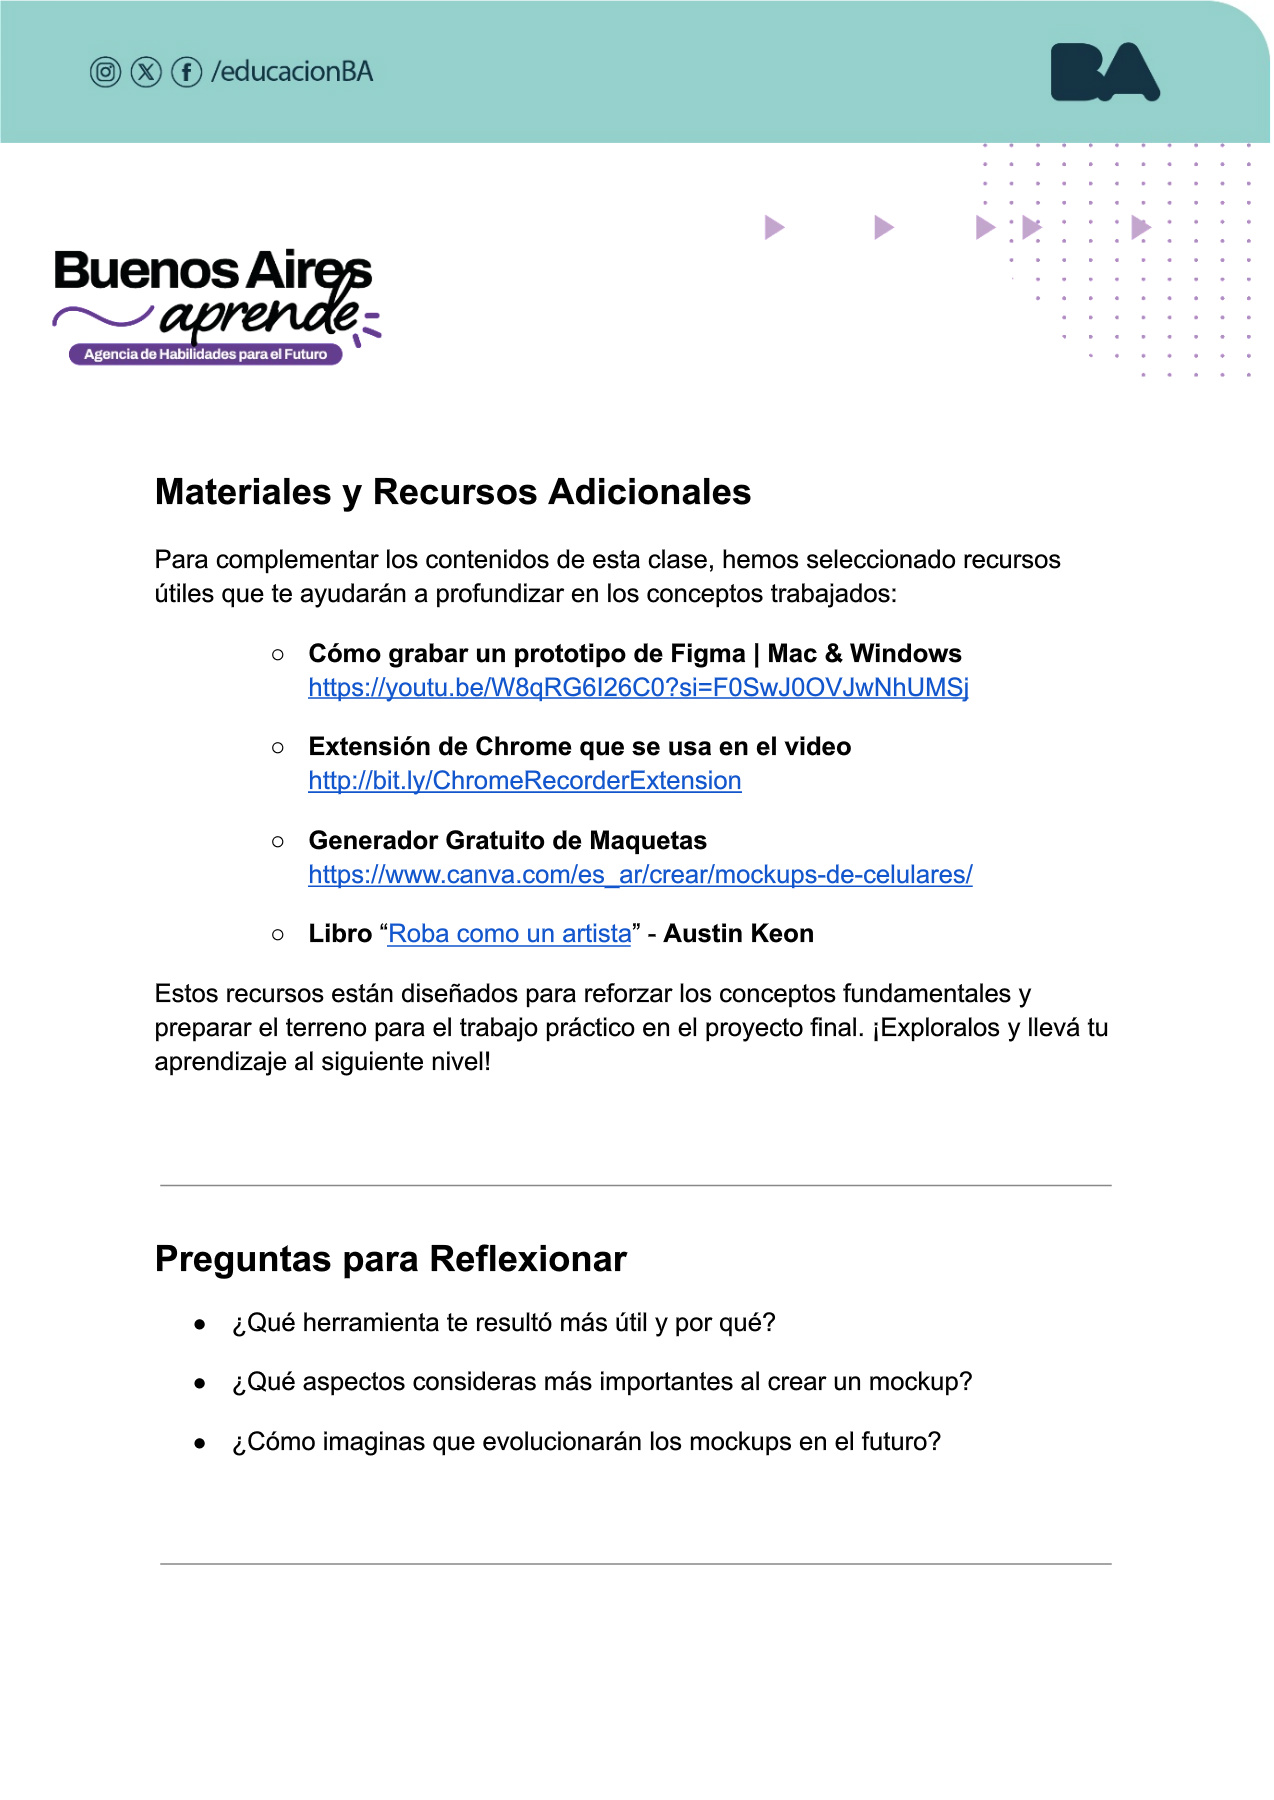 /educacionBA
BA
Buenos Aires
aprende
Agencia de Habilidades para el Futuro
Materiales y Recursos Adicionales
Para complementar los contenidos de esta clase, hemos seleccionado recursos
útiles que te ayudarán a profundizar en los conceptos trabajados:
○ Cómo grabar un prototipo de Figma | Mac & Windows
https://youtu.be/W8qRG6I26C0?si=F0SwJ0OVJwNhUMSj
○ Extensión de Chrome que se usa en el video
http://bit.ly/ChromeRecorderExtension
○ Generador Gratuito de Maquetas
https://www.canva.com/es_ar/crear/mockups-de-celulares/
○ Libro “Roba como un artista” - Austin Keon
Estos recursos están diseñados para reforzar los conceptos fundamentales y
preparar el terreno para el trabajo práctico en el proyecto final. ¡Exploralos y llevá tu
aprendizaje al siguiente nivel!
Preguntas para Reflexionar
● ¿Qué herramienta te resultó más útil y por qué?
● ¿Qué aspectos consideras más importantes al crear un mockup?
● ¿Cómo imaginas que evolucionarán los mockups en el futuro?